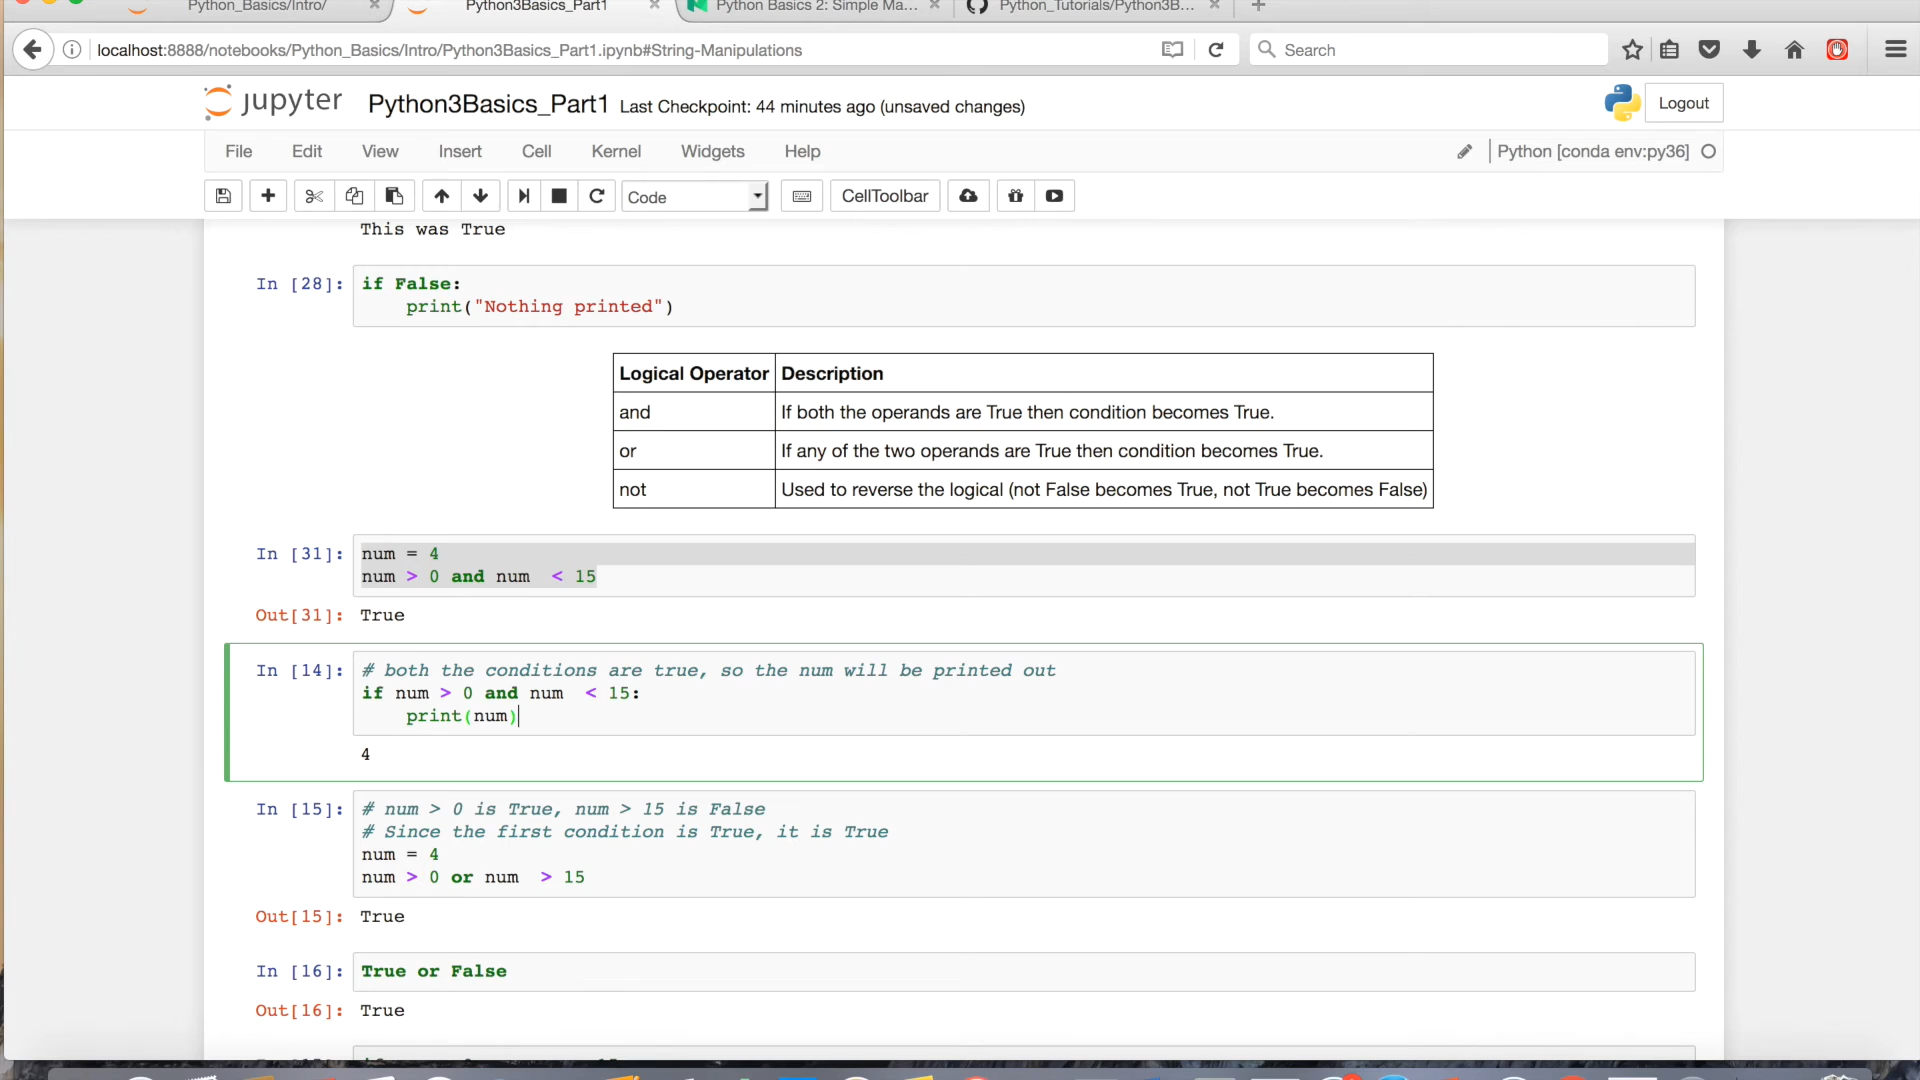 Python_Basics/Intro/ Python3Basics_Part1 Python Basics 2: Simple Ma... Python_Tutorials/Python3B...
localhost:8888/notebooks/Python_Basics/Intro/Python3Basics_Part1.ipynb#String-Manipulations Search
jupyter Python3Basics_Part1 Last Checkpoint: 44 minutes ago (unsaved changes) Logout
File Edit View Insert Cell Kernel Widgets Help Python [conda env:py36]
Code CellToolbar
This was True
In [28]: if False:
print("Nothing printed")
Logical Operator Description
and If both the operands are True then condition becomes True.
or If any of the two operands are True then condition becomes True.
not Used to reverse the logical (not False becomes True, not True becomes False)
In [31]: num = 4
num > 0 and num  < 15
Out[31]: True
In [14]: # both the conditions are true, so the num will be printed out
if num > 0 and num  < 15:
print(num)
4
In [15]: # num > 0 is True, num > 15 is False
# Since the first condition is True, it is True
num = 4
num > 0 or num  > 15
Out[15]: True
In [16]: True or False
Out[16]: True